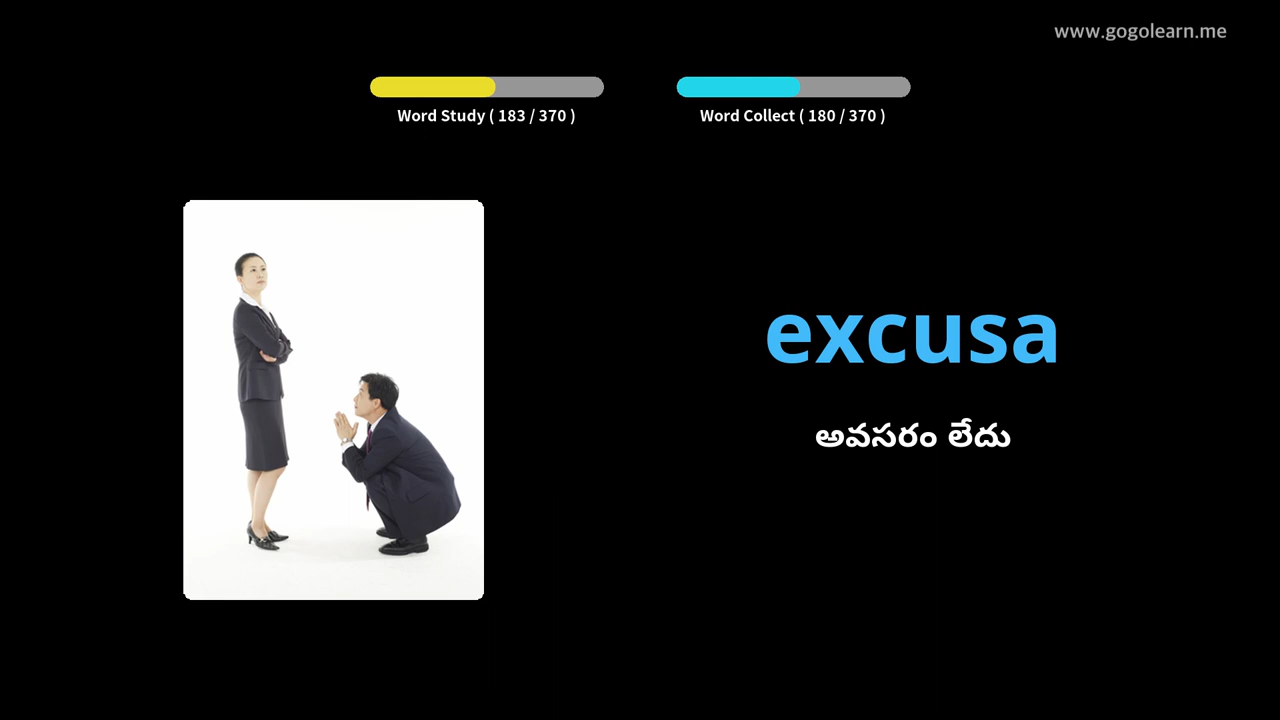 www.gogolearn.me
Word Study ( 183 / 370 )
Word Collect ( 180 / 370 )
excusa
అవసరం లేదు